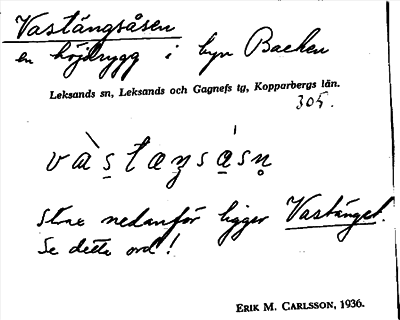 Vastängsåsen
en höjdrygg i byn Backen
Leksands sn, Leksands och Gagnefs tg, Kopparbergs län.
305.
vàstaŋsásn̥
strax nedanför ligger Vastänget.
Se detta ord!
ERIK M. CARLSSON, 1936.